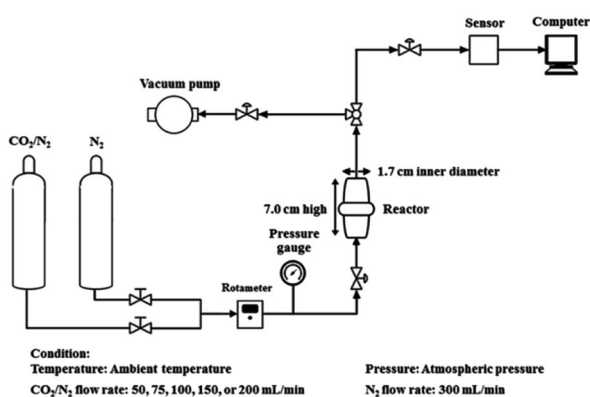 Sensor
Computer
Vacuum pump
CO₂/N₂
N₂
1.7 cm inner diameter
7.0 cm high
Reactor
Pressure
gauge
Rotameter
Condition:
Temperature: Ambient temperature
Pressure: Atmospheric pressure
CO₂/N₂ flow rate: 50, 75, 100, 150, or 200 mL/min
N₂ flow rate: 300 mL/min